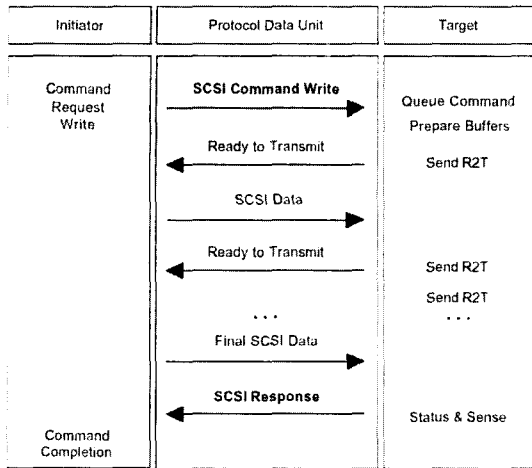 Initiator
Protocol Data Unit
Target
Command
Request
Write
SCSI Command Write
Queue Command
Prepare Buffers
Ready to Transmit
Send R2T
SCSI Data
Ready to Transmit
Send R2T
Send R2T
. . .
. . .
Final SCSI Data
SCSI Response
Status & Sense
Command
Completion